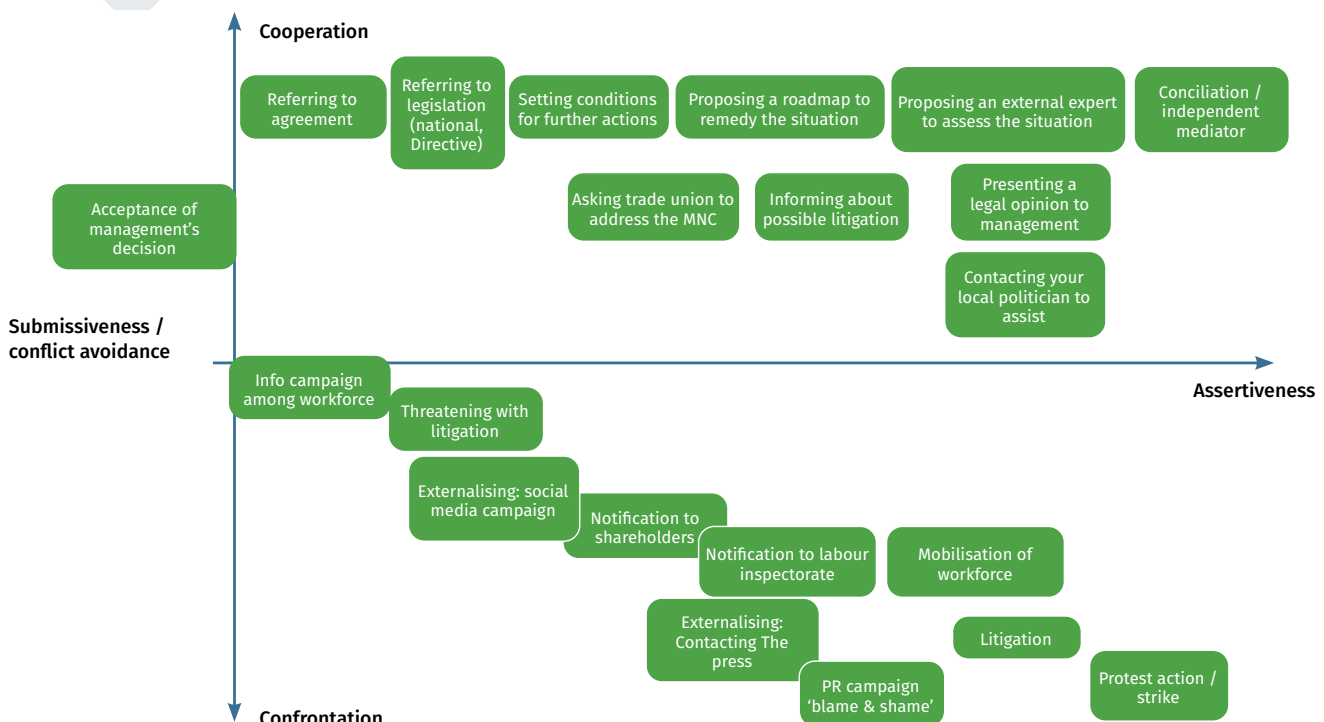 Cooperation
Referring to
agreement
Referring to
legislation
(national,
Directive)
Setting conditions
for further actions
Proposing a roadmap to
remedy the situation
Proposing an external expert
to assess the situation
Conciliation /
independent
mediator
Acceptance of
management’s
decision
Asking trade union to
address the MNC
Informing about
possible litigation
Presenting a
legal opinion to
management
Contacting your
local politician to
assist
Submissiveness /
conflict avoidance
Assertiveness
Info campaign
among workforce
Threatening with
litigation
Externalising: social
media campaign
Notification to
shareholders
Notification to labour
inspectorate
Mobilisation of
workforce
Externalising:
Contacting The
press
Litigation
PR campaign
‘blame & shame’
Protest action /
strike
Confrontation